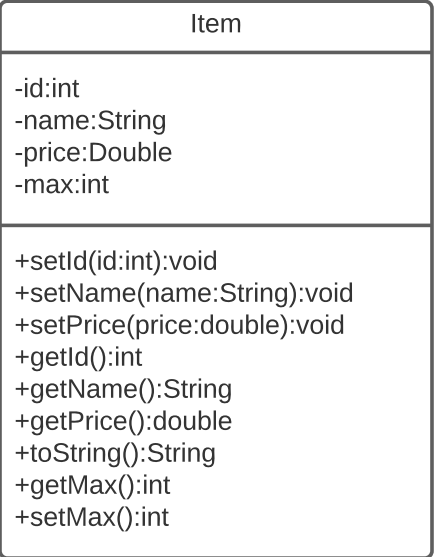 Item
-id:int
-name:String
-price:Double
-max:int
+setId(id:int):void
+setName(name:String):void
+setPrice(price:double):void
+getId():int
+getName():String
+getPrice():double
+toString():String
+getMax():int
+setMax():int